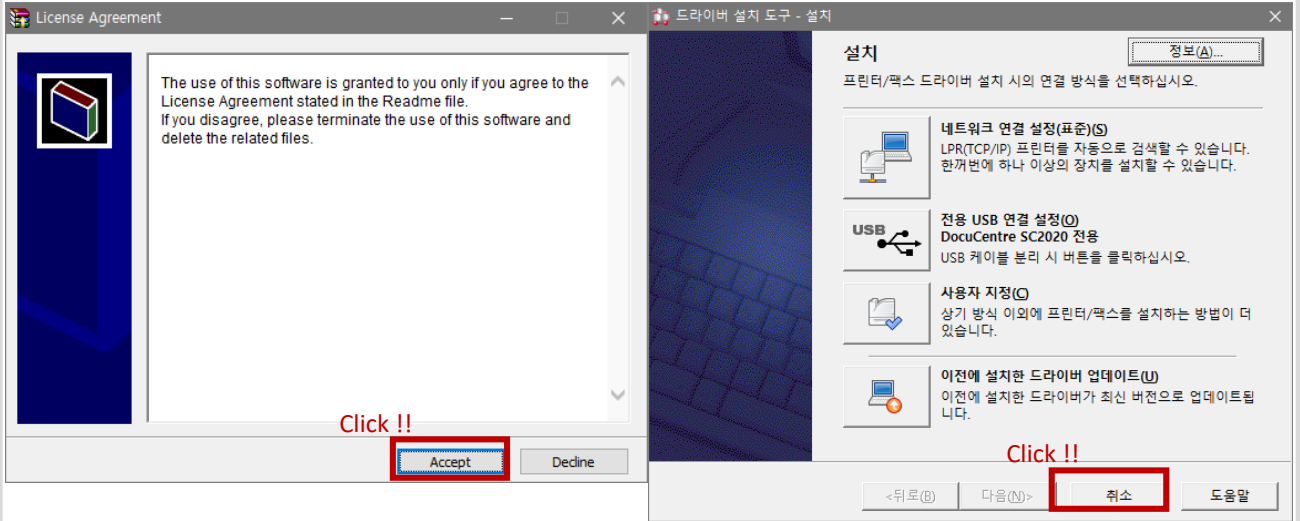 License Agreement
The use of this software is granted to you only if you agree to the
License Agreement stated in the Readme file.
If you disagree, please terminate the use of this software and
delete the related files.
Click !!
Accept
Decline
드라이버 설치 도구 - 설치
설치
정보(A)...
프린터/팩스 드라이버 설치 시의 연결 방식을 선택하십시오.
네트워크 연결 설정(표준)(S)
LPR(TCP/IP) 프린터를 자동으로 검색할 수 있습니다.
한꺼번에 하나 이상의 장치를 설치할 수 있습니다.
USB
전용 USB 연결 설정(O)
DocuCentre SC2020 전용
USB 케이블 분리 시 버튼을 클릭하십시오.
사용자 지정(C)
상기 방식 이외에 프린터/팩스를 설치하는 방법이 더
있습니다.
이전에 설치한 드라이버 업데이트(U)
이전에 설치한 드라이버가 최신 버전으로 업데이트됩
니다.
Click !!
<뒤로(B)
다음(N)>
취소
도움말